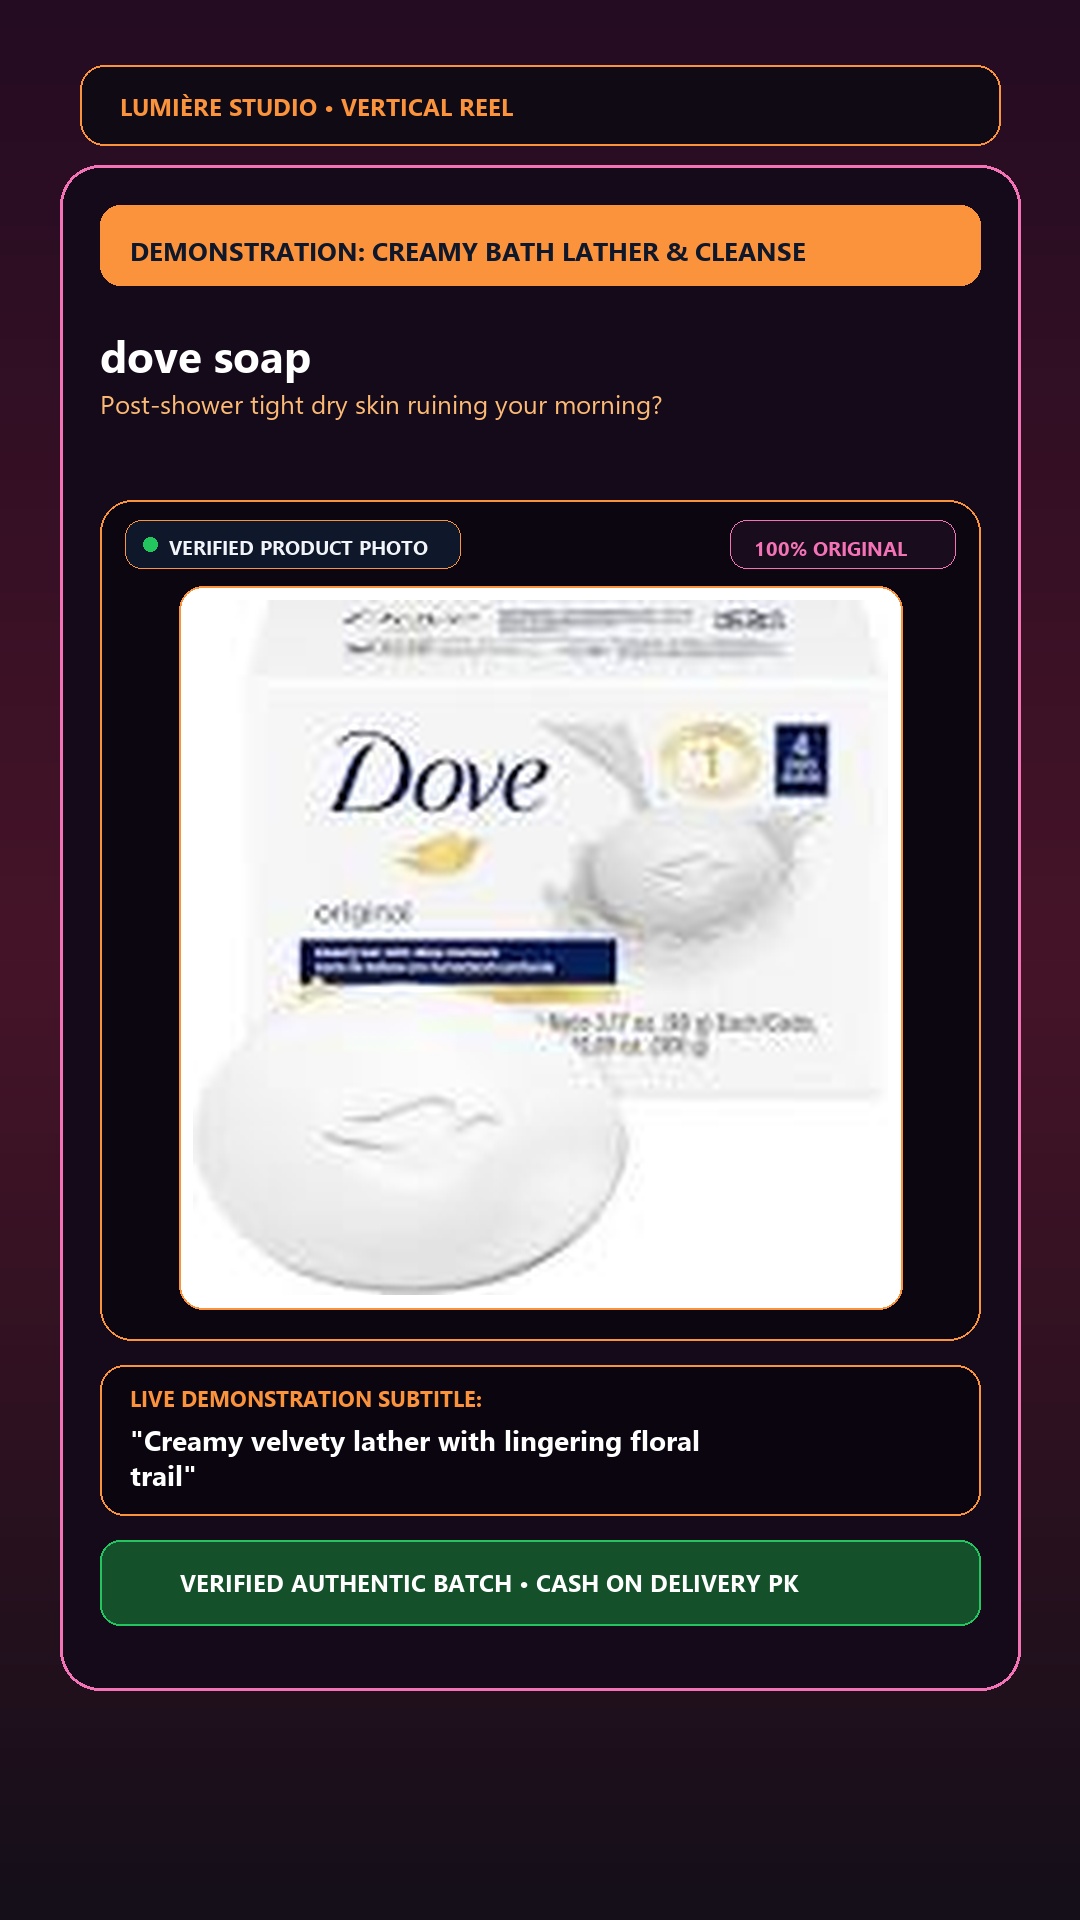 LUMIÈRE STUDIO • VERTICAL REEL
DEMONSTRATION: CREAMY BATH LATHER & CLEANSE
dove soap
Post-shower tight dry skin ruining your morning?
VERIFIED PRODUCT PHOTO
100% ORIGINAL
Dove
#1
4
original
LIVE DEMONSTRATION SUBTITLE:
"Creamy velvety lather with lingering floral
trail"
VERIFIED AUTHENTIC BATCH • CASH ON DELIVERY PK